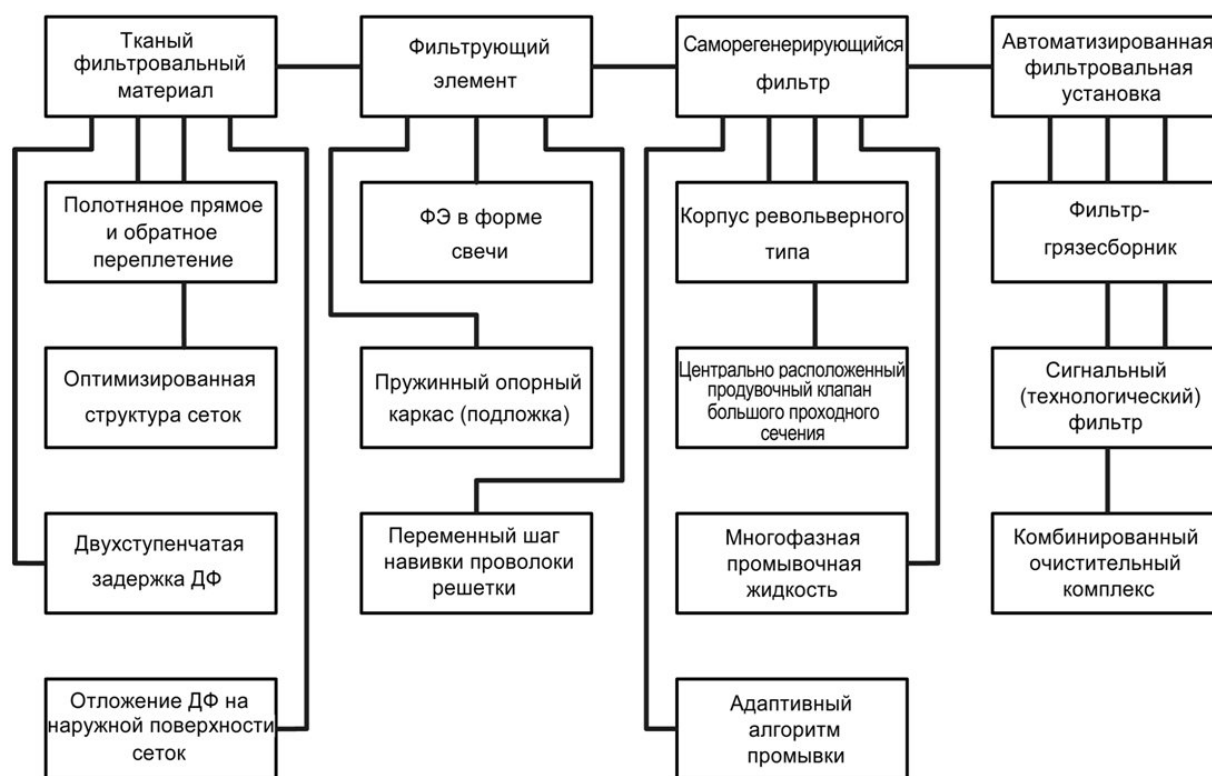 Тканый
фильтровальный
материал
Фильтрующий
элемент
Саморегенерирующийся
фильтр
Автоматизированная
фильтровальная
установка
Полотняное прямое
и обратное
переплетение
ФЭ в форме
свечи
Корпус револьверного
типа
Фильтр-
грязесборник
Оптимизированная
структура сеток
Пружинный опорный
каркас (подложка)
Центрально расположенный
продувочный клапан
большого проходного
сечения
Сигнальный
(технологический)
фильтр
Двухступенчатая
задержка ДФ
Переменный шаг
навивки проволоки
решетки
Многофазная
промывочная
жидкость
Комбинированный
очистительный
комплекс
Отложение ДФ на
наружной поверхности
сеток
Адаптивный
алгоритм
промывки